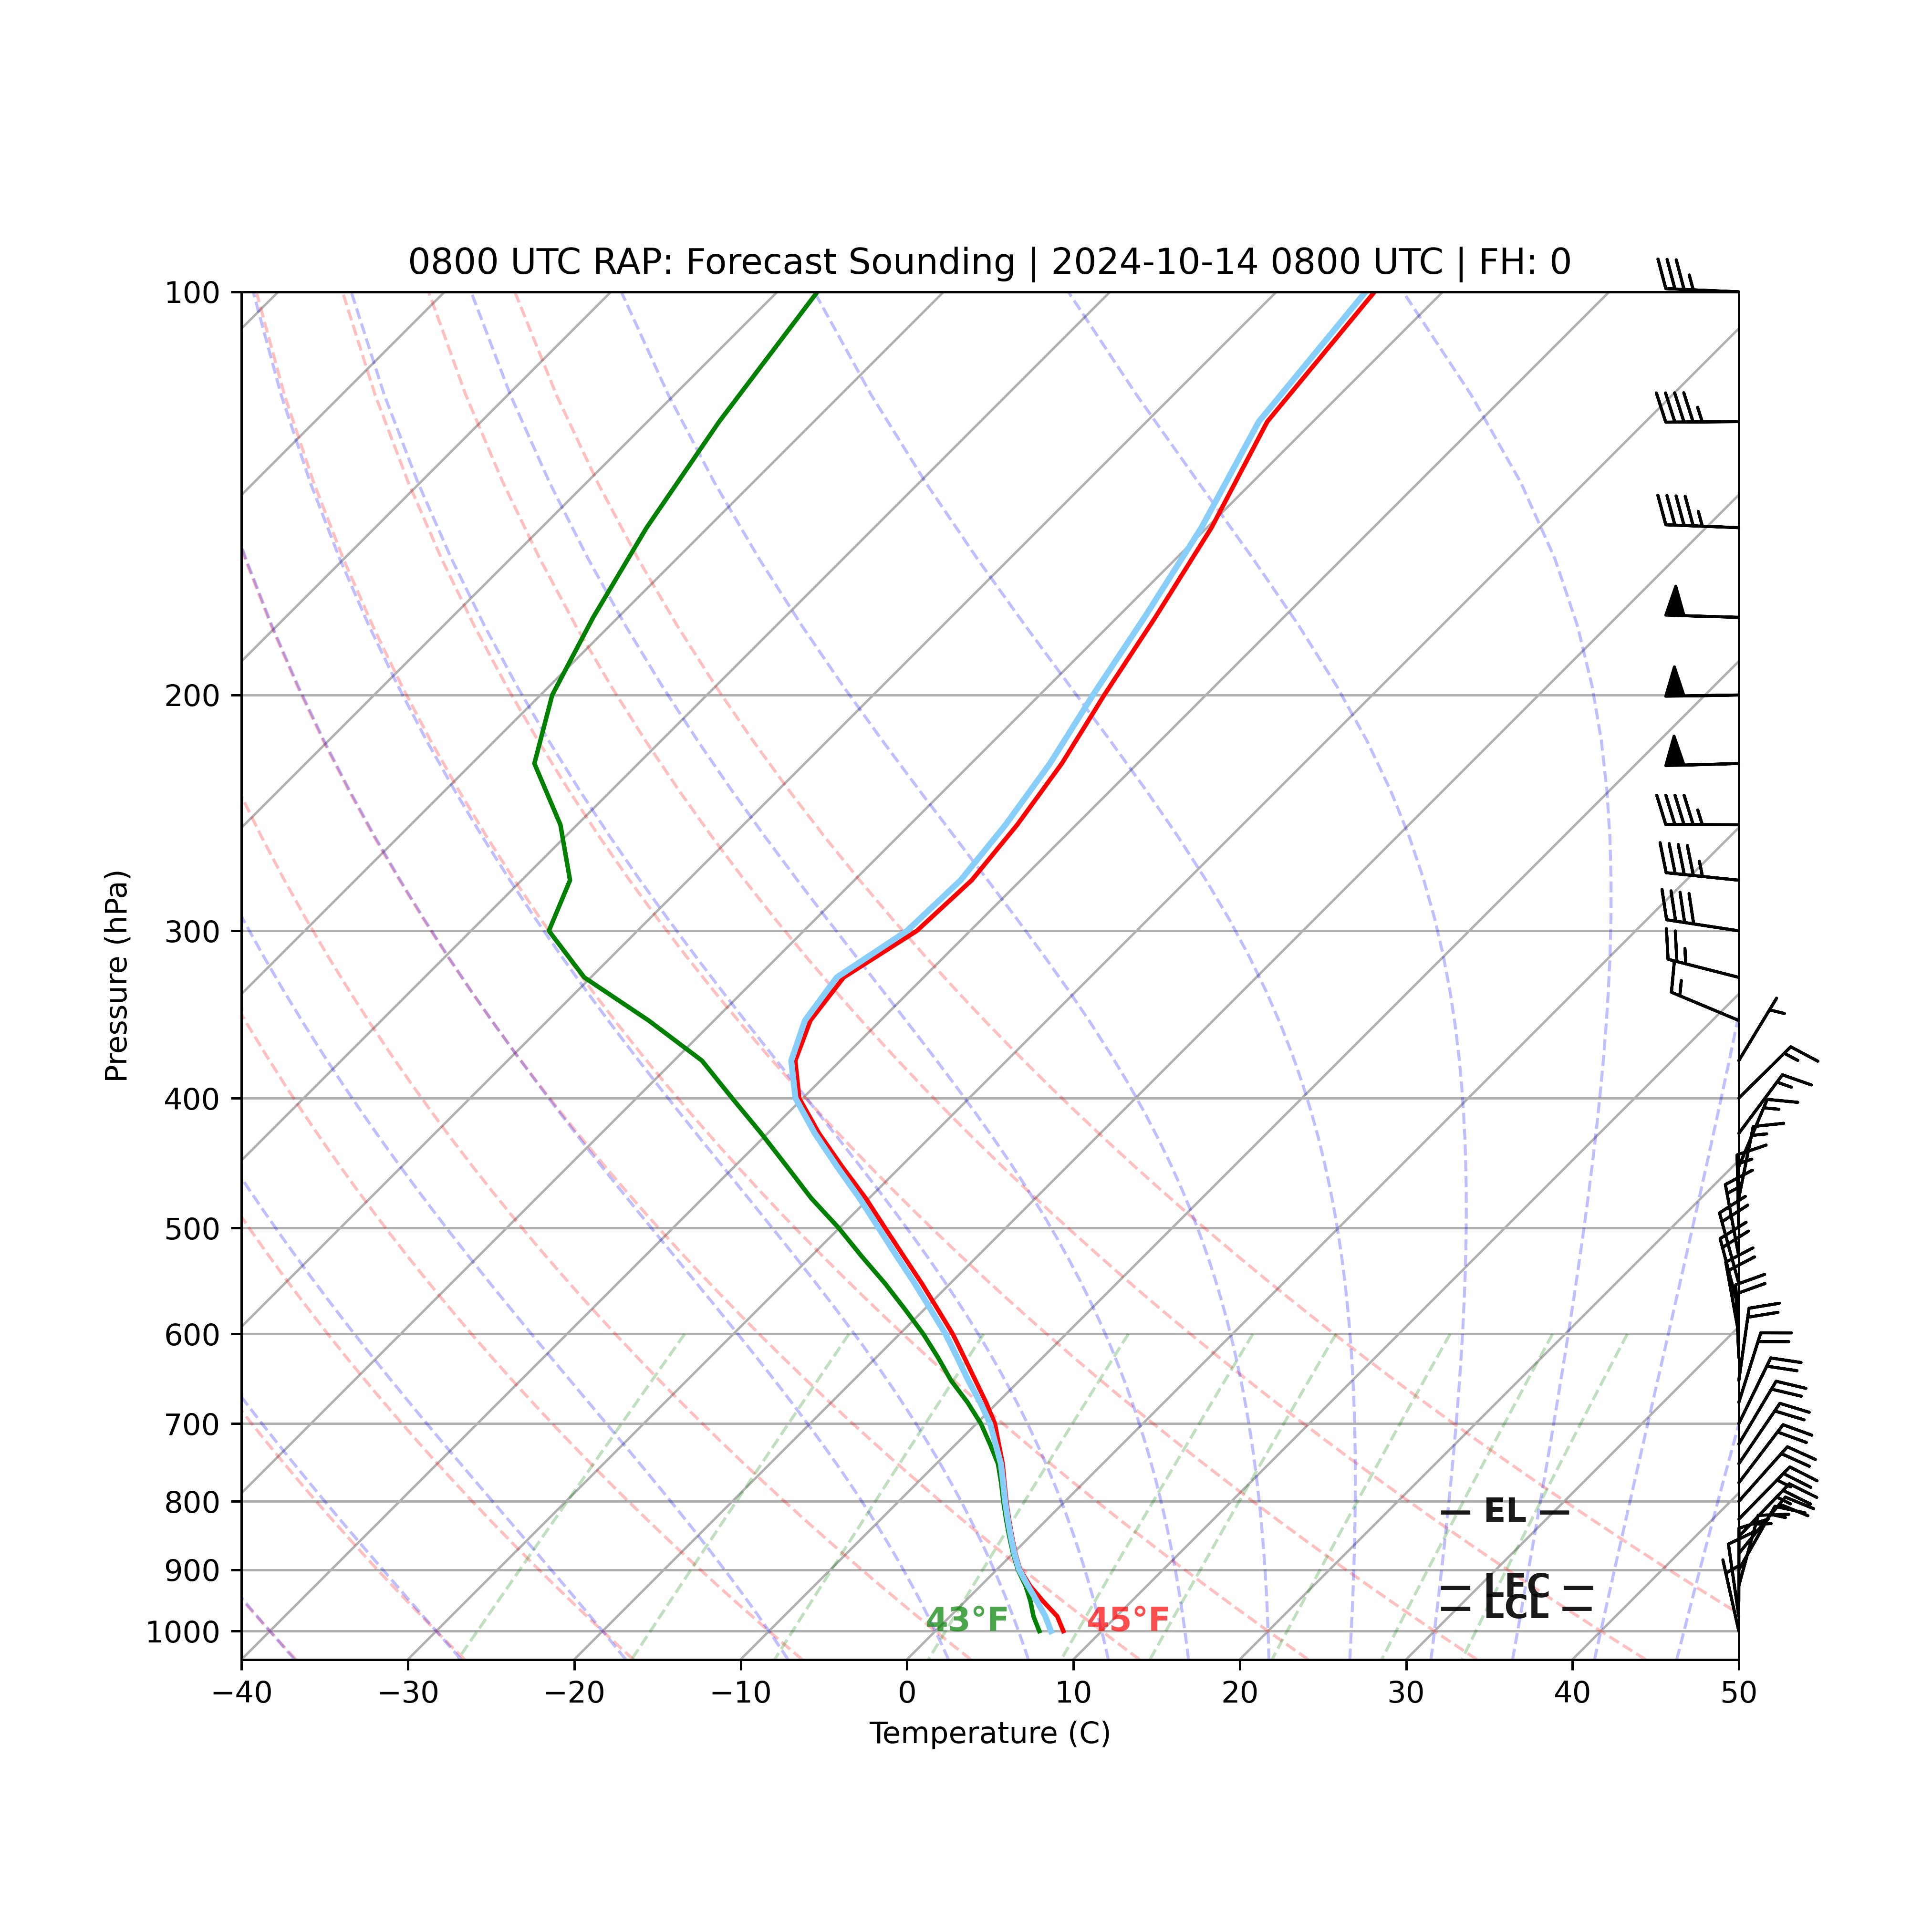 0800 UTC RAP: Forecast Sounding | 2024-10-14 0800 UTC | FH: 0
100
200
300
400
500
600
700
800
900
1000
Pressure (hPa)
— EL —
— LFC —
— LCL —
43°F
45°F
−40 −30 −20 −10 0 10 20 30 40 50
Temperature (C)